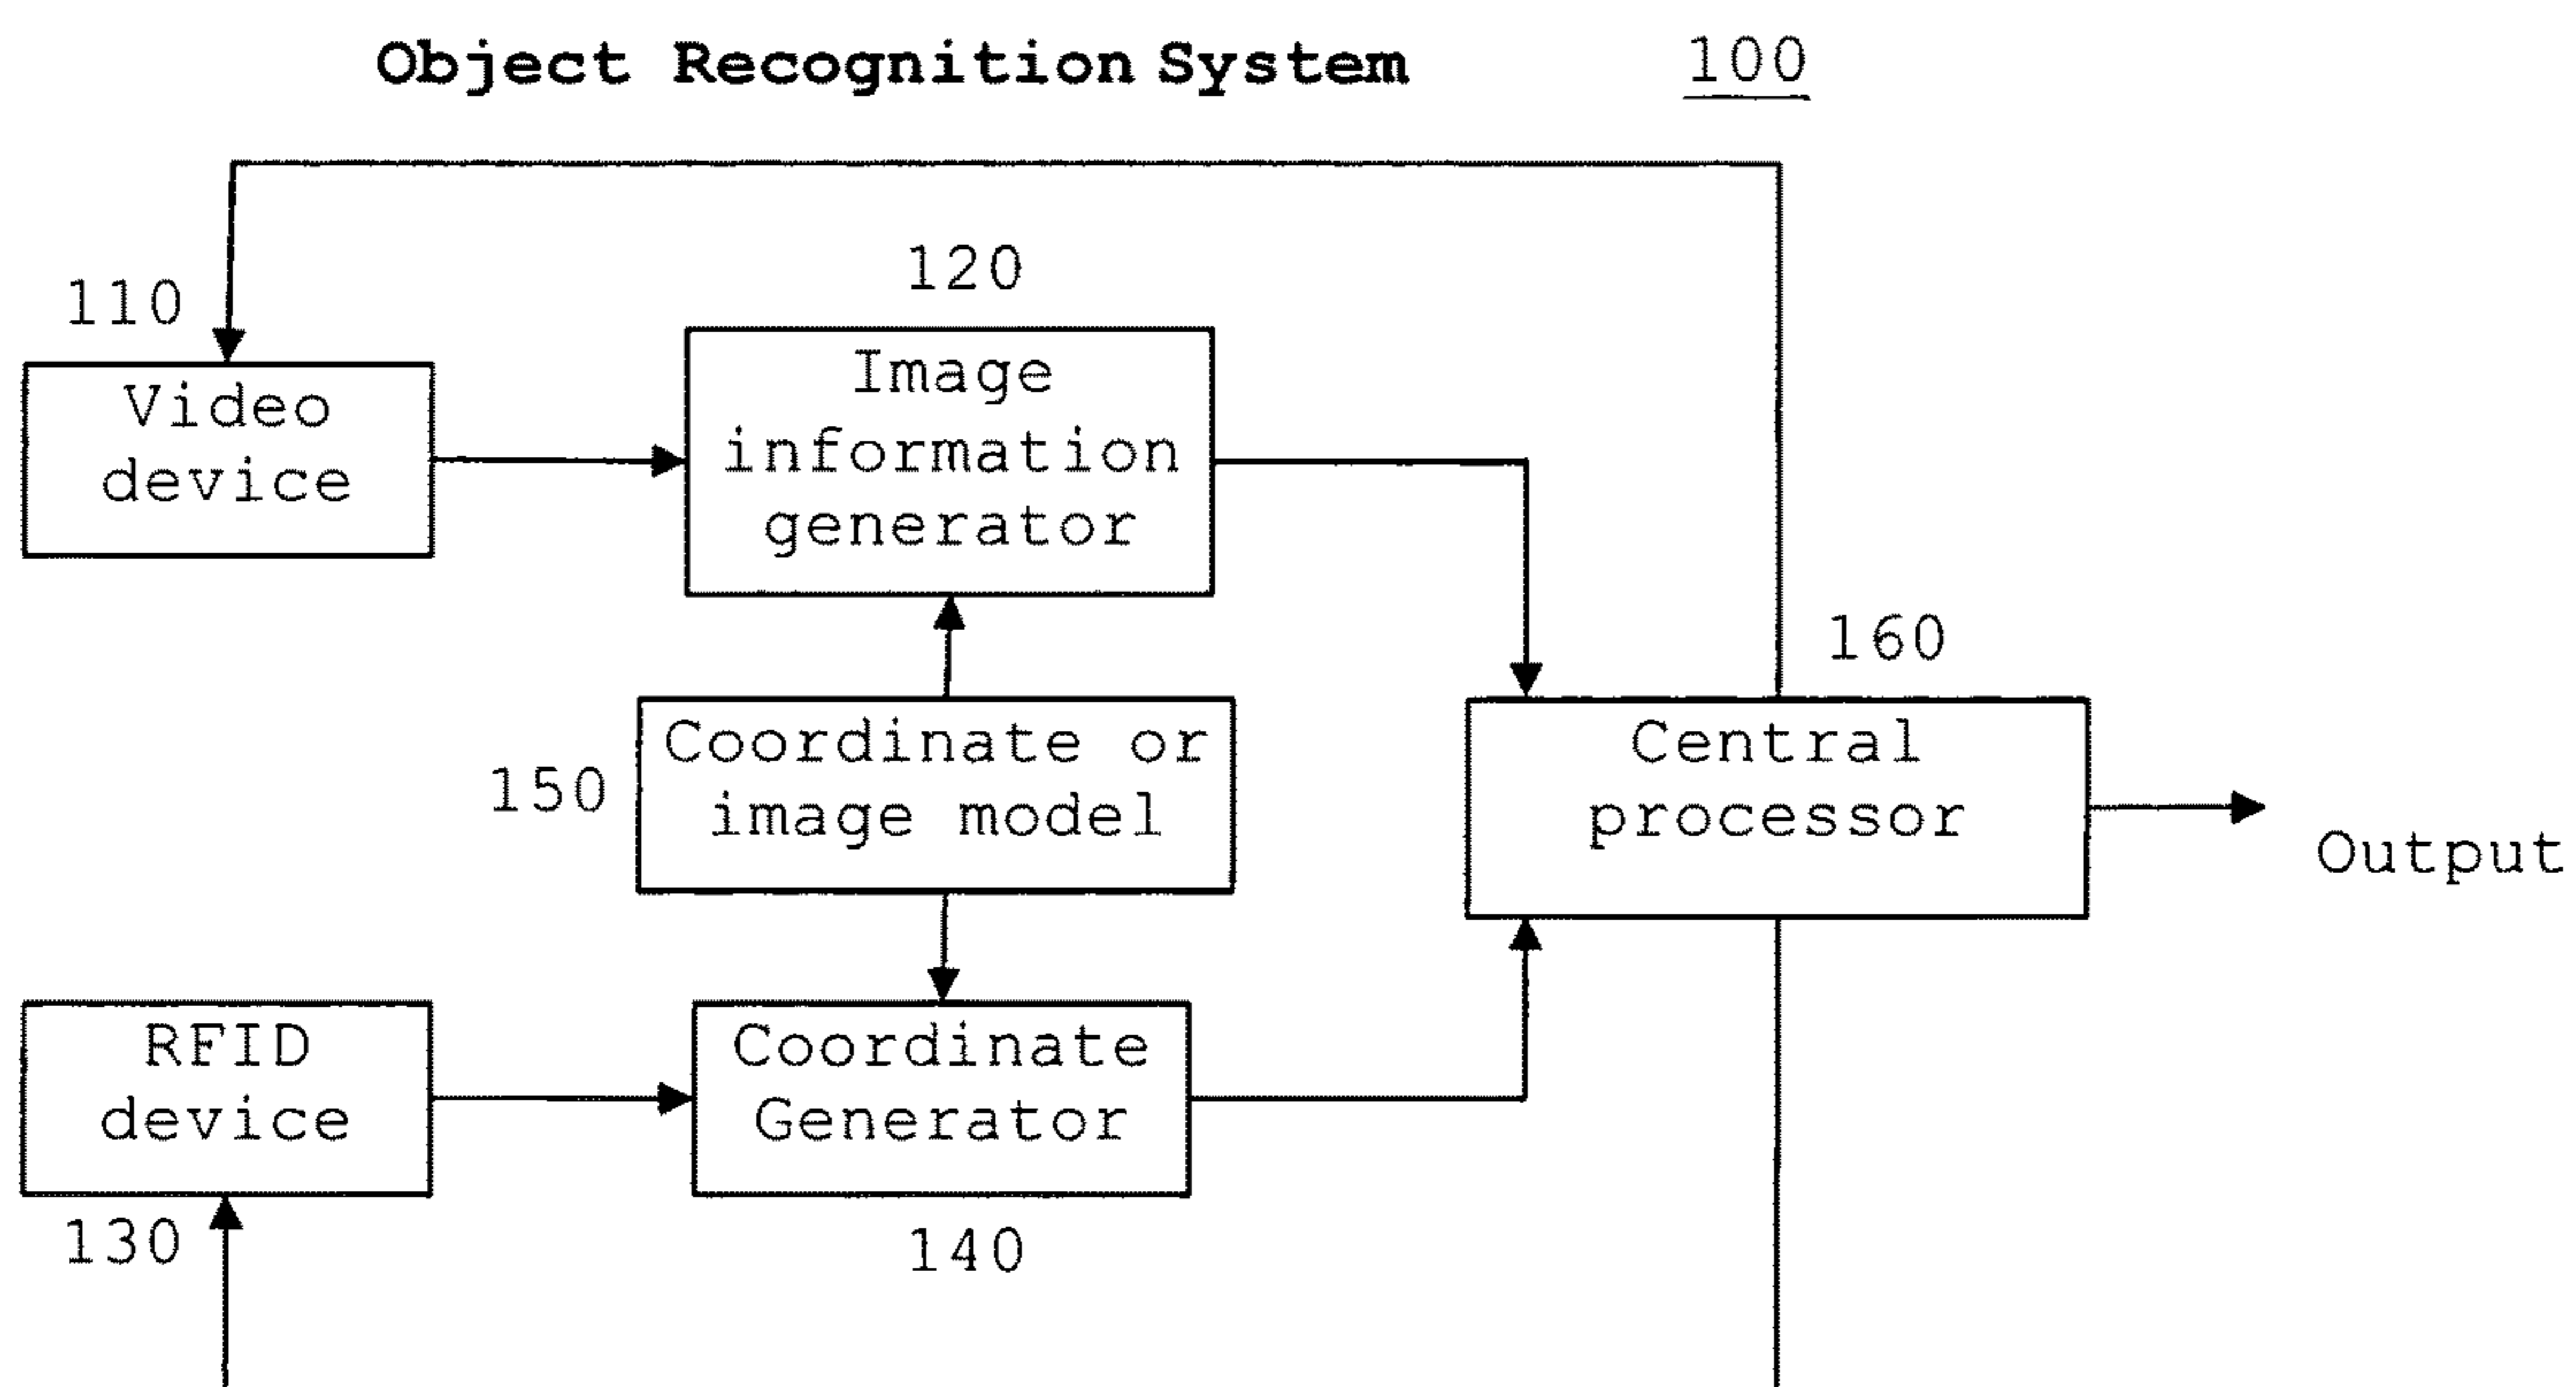 Object Recognition System 100
110
Video
device
120
Image
information
generator
150
Coordinate or
image model
160
Central
processor
Output
RFID
device
130
Coordinate
Generator
140